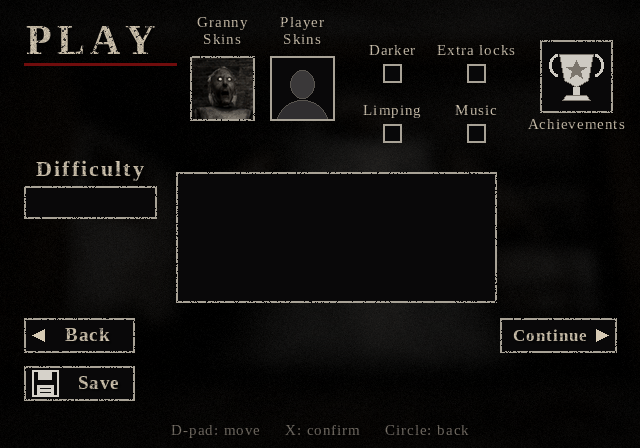 PLAY
Granny
Skins
Player
Skins
Darker
Extra locks
Limping
Music
Achievements
Difficulty
Back
Continue
Save
D-pad: move X: confirm Circle: back